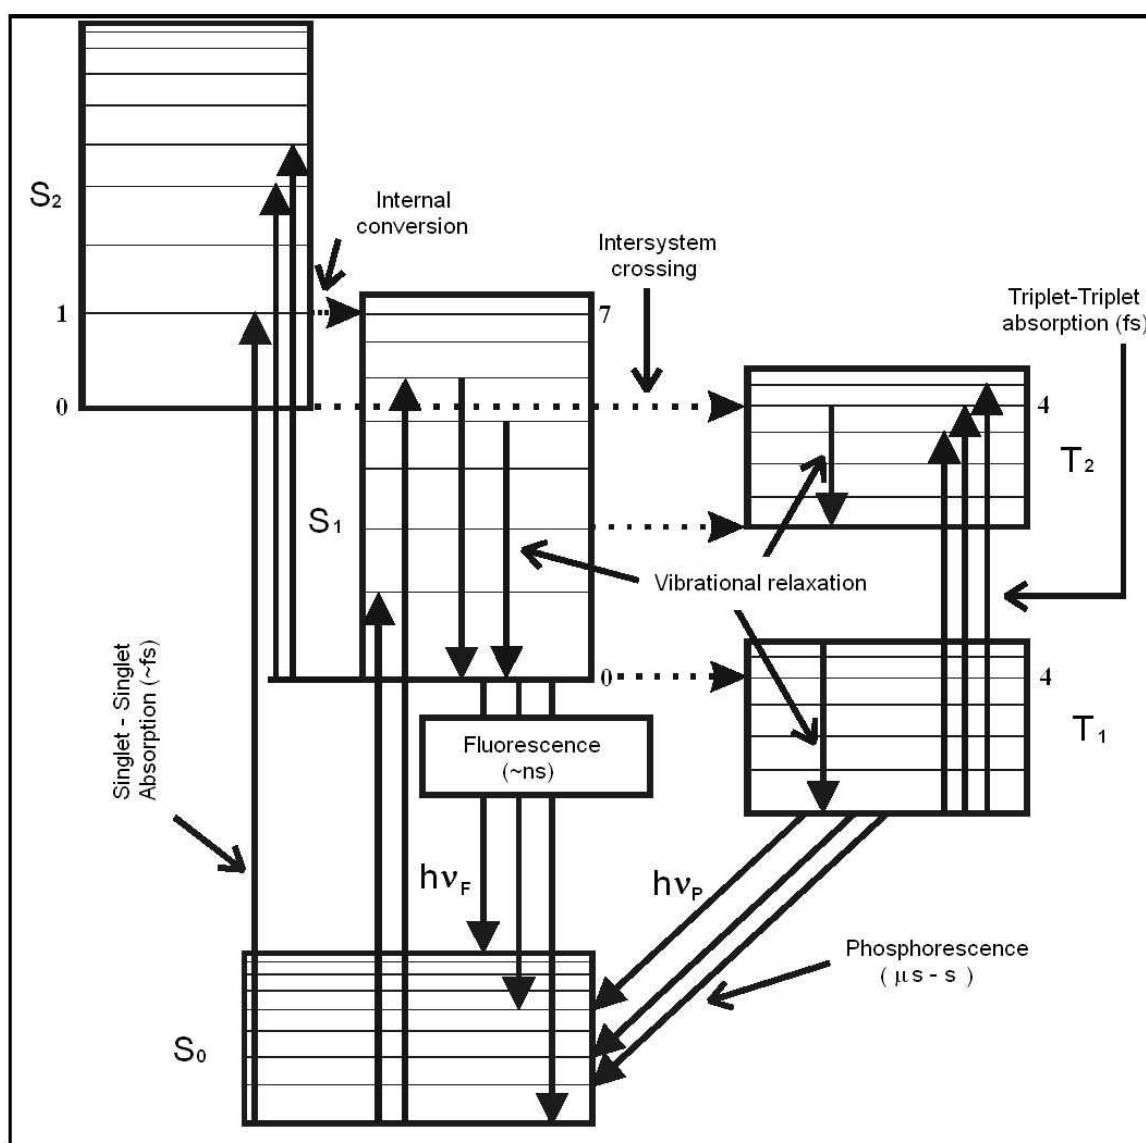 S2
1
0
Internal
conversion
Intersystem
crossing
Triplet-Triplet
absorption (fs)
7
4
T2
S1
Vibrational relaxation
0
4
T1
Singlet - Singlet
Absorption (~fs)
Fluorescence
(~ns)
hνF
hνP
Phosphorescence
( μs - s )
S0